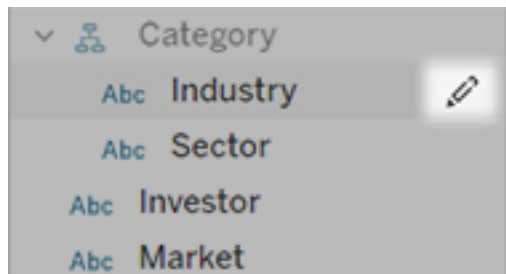 Category
Abc Industry
Abc Sector
Abc Investor
Abc Market